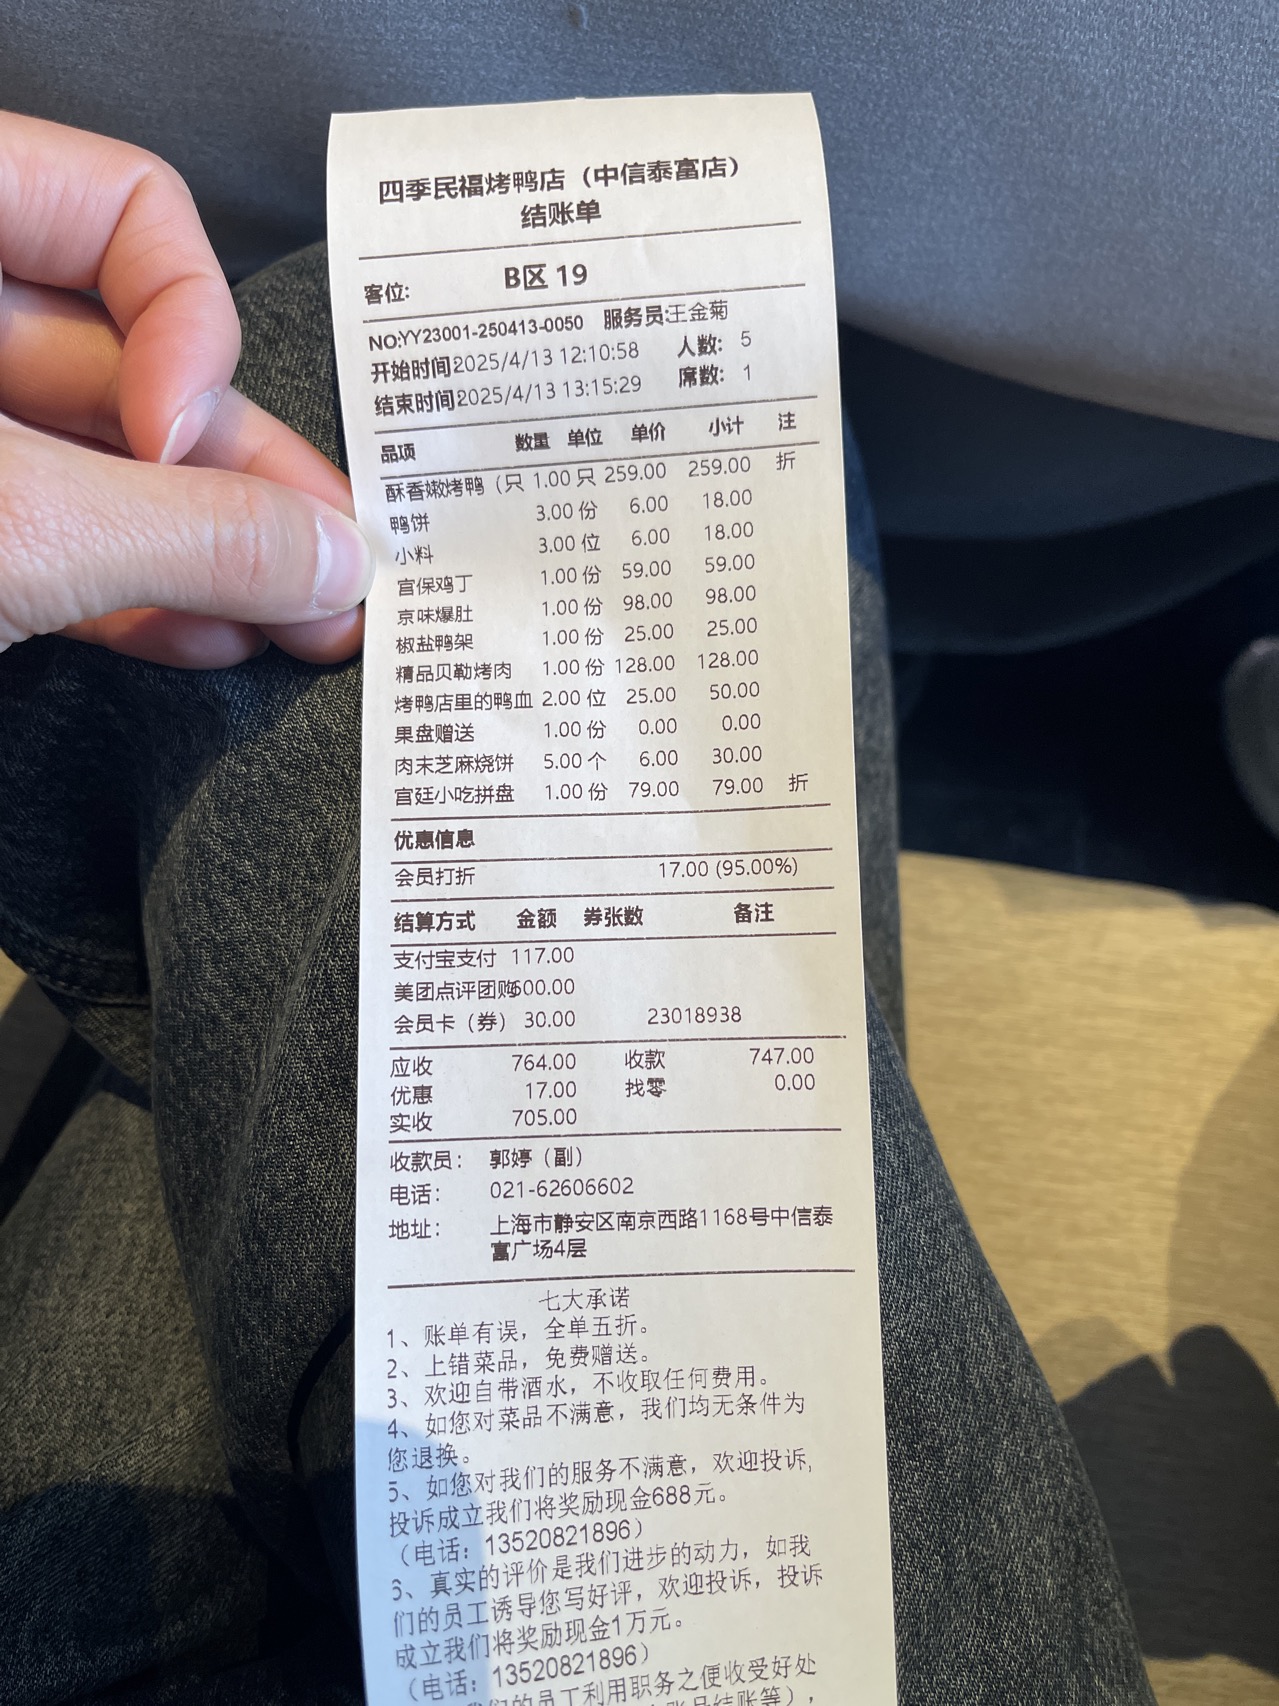 四季民福烤鸭店（中信泰富店）
结账单
客位: B区 19
NO:YY23001-250413-0050 服务员:王金菊
开始时间2025/4/13 12:10:58 人数: 5
结束时间2025/4/13 13:15:29 席数: 1
品项 数量 单位 单价 小计 注
酥香嫩烤鸭（只 1.00 只 259.00 259.00 折
鸭饼 3.00 份 6.00 18.00
小料 3.00 位 6.00 18.00
宫保鸡丁 1.00 份 59.00 59.00
京味爆肚 1.00 份 98.00 98.00
椒盐鸭架 1.00 份 25.00 25.00
精品贝勒烤肉 1.00 份 128.00 128.00
烤鸭店里的鸭血 2.00 位 25.00 50.00
果盘赠送 1.00 份 0.00 0.00
肉末芝麻烧饼 5.00 个 6.00 30.00
宫廷小吃拼盘 1.00 份 79.00 79.00 折
优惠信息
会员打折 17.00 (95.00%)
结算方式 金额 券张数 备注
支付宝支付 117.00
美团点评团购600.00
会员卡（券） 30.00 23018938
应收 764.00 收款 747.00
优惠 17.00 找零 0.00
实收 705.00
收款员： 郭婷（副）
电话： 021-62606602
地址： 上海市静安区南京西路1168号中信泰
富广场4层
七大承诺
1、账单有误，全单五折。
2、上错菜品，免费赠送。
3、欢迎自带酒水，不收取任何费用。
4、如您对菜品不满意，我们均无条件为
您退换。
5、如您对我们的服务不满意，欢迎投诉,
投诉成立我们将奖励现金688元。
（电话：13520821896）
6、真实的评价是我们进步的动力，如我
们的员工诱导您写好评，欢迎投诉，投诉
成立我们将奖励现金1万元。
（电话：13520821896）
我们的员工利用职务之便收受好处
结账等），